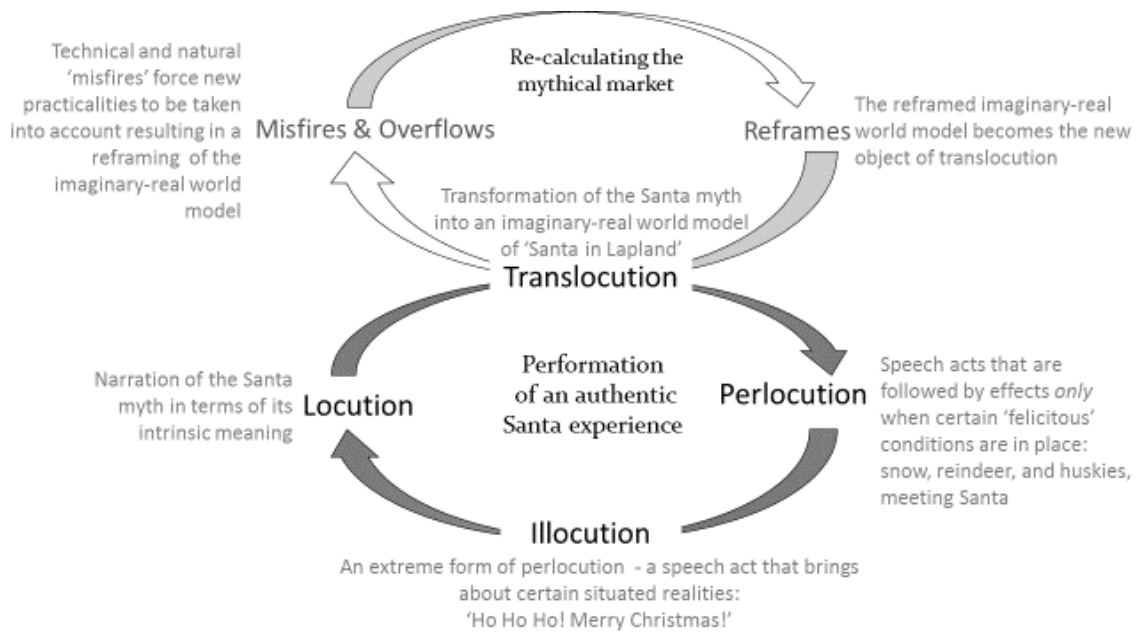 Technical and natural
‘misfires’ force new
practicalities to be taken
into account resulting in a
reframing of the
imaginary-real world
model
Misfires & Overflows
Re-calculating the
mythical market
Reframes
The reframed imaginary-real
world model becomes the new
object of translocution
Transformation of the Santa myth
into an imaginary-real world model
of ‘Santa in Lapland’
Translocution
Narration of the Santa
myth in terms of its
intrinsic meaning
Locution
Performation
of an authentic
Santa experience
Perlocution
Speech acts that are
followed by effects only
when certain ‘felicitous’
conditions are in place:
snow, reindeer, and huskies,
meeting Santa
Illocution
An extreme form of perlocution - a speech act that brings
about certain situated realities:
‘Ho Ho Ho! Merry Christmas!’